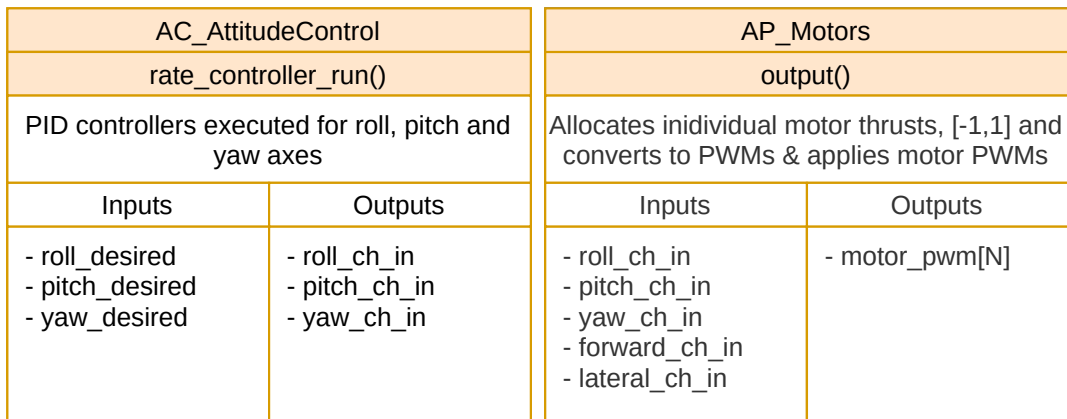 AC_AttitudeControl
rate_controller_run()
PID controllers executed for roll, pitch and
yaw axes
Inputs
Outputs
- roll_desired
- pitch_desired
- yaw_desired
- roll_ch_in
- pitch_ch_in
- yaw_ch_in
AP_Motors
output()
Allocates inidividual motor thrusts, [-1,1] and
converts to PWMs & applies motor PWMs
Inputs
Outputs
- roll_ch_in
- pitch_ch_in
- yaw_ch_in
- forward_ch_in
- lateral_ch_in
- motor_pwm[N]